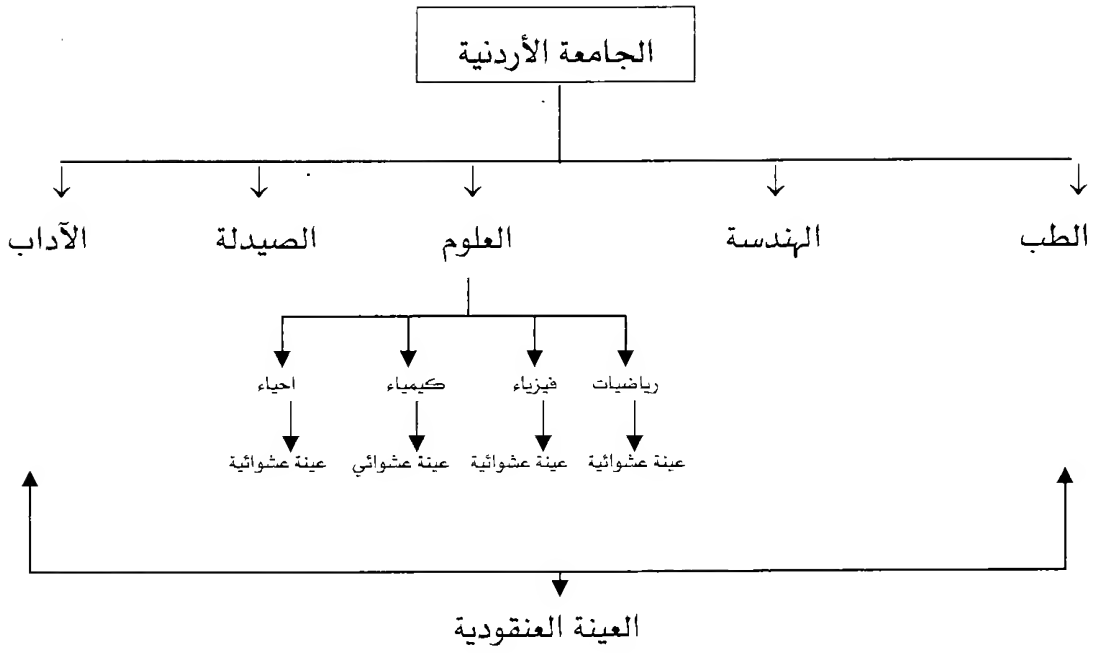 الجامعة الأردنية
الطب الهندسة العلوم الصيدلة الآداب
رياضيات فيزياء كيمياء احياء
عينة عشوائية عينة عشوائية عينة عشوائي عينة عشوائية
العينة العنقودية